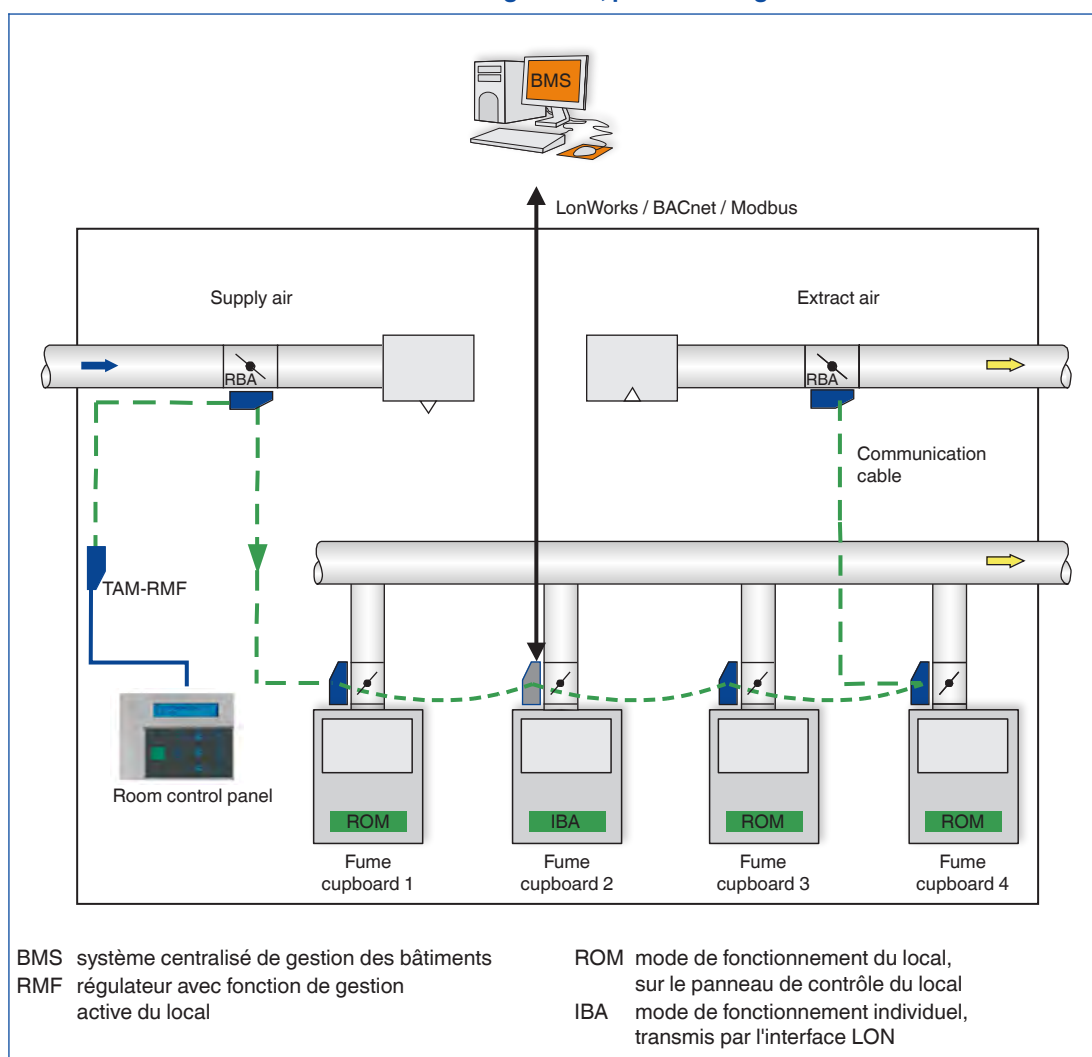 BMS
LonWorks / BACnet / Modbus
Supply air
Extract air
RBA
RBA
Communication
cable
TAM-RMF
Room control panel
ROM
IBA
ROM
ROM
Fume
cupboard 1
Fume
cupboard 2
Fume
cupboard 3
Fume
cupboard 4
BMS système centralisé de gestion des bâtiments
RMF régulateur avec fonction de gestion
active du local
ROM mode de fonctionnement du local,
sur le panneau de contrôle du local
IBA mode de fonctionnement individuel,
transmis par l'interface LON